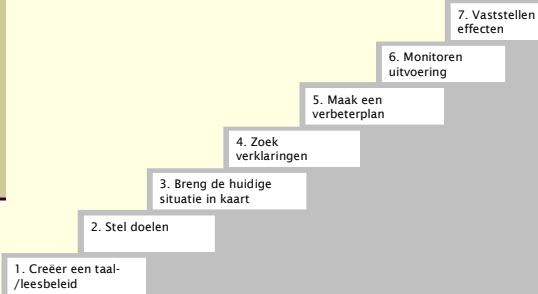 7. Vaststellen
effecten
6. Monitoren
uitvoering
5. Maak een
verbeterplan
4. Zoek
verklaringen
3. Breng de huidige
situatie in kaart
2. Stel doelen
1. Creëer een taal-
/leesbeleid